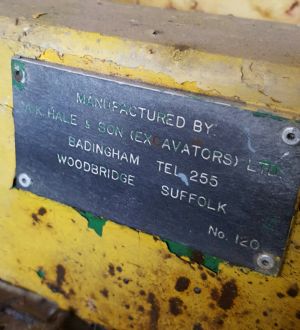 MANUFACTURED BY
K. HALE & SON (EXCAVATORS) LTD
BADINGHAM TEL 255
WOODBRIDGE SUFFOLK
No. 120